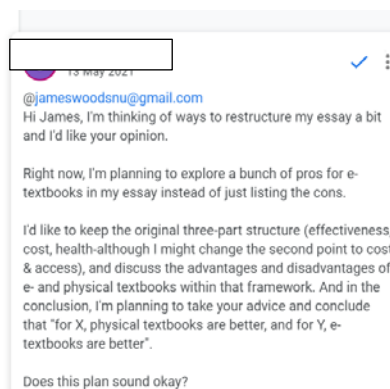 13 May 2021
@jameswoodsnu@gmail.com
Hi James, I'm thinking of ways to restructure my essay a bit
and I'd like your opinion.
Right now, I'm planning to explore a bunch of pros for e-
textbooks in my essay instead of just listing the cons.
I'd like to keep the original three-part structure (effectiveness,
cost, health-although I might change the second point to cost
& access), and discuss the advantages and disadvantages of
e- and physical textbooks within that framework. And in the
conclusion, I'm planning to take your advice and conclude
that "for X, physical textbooks are better, and for Y, e-
textbooks are better".
Does this plan sound okay?